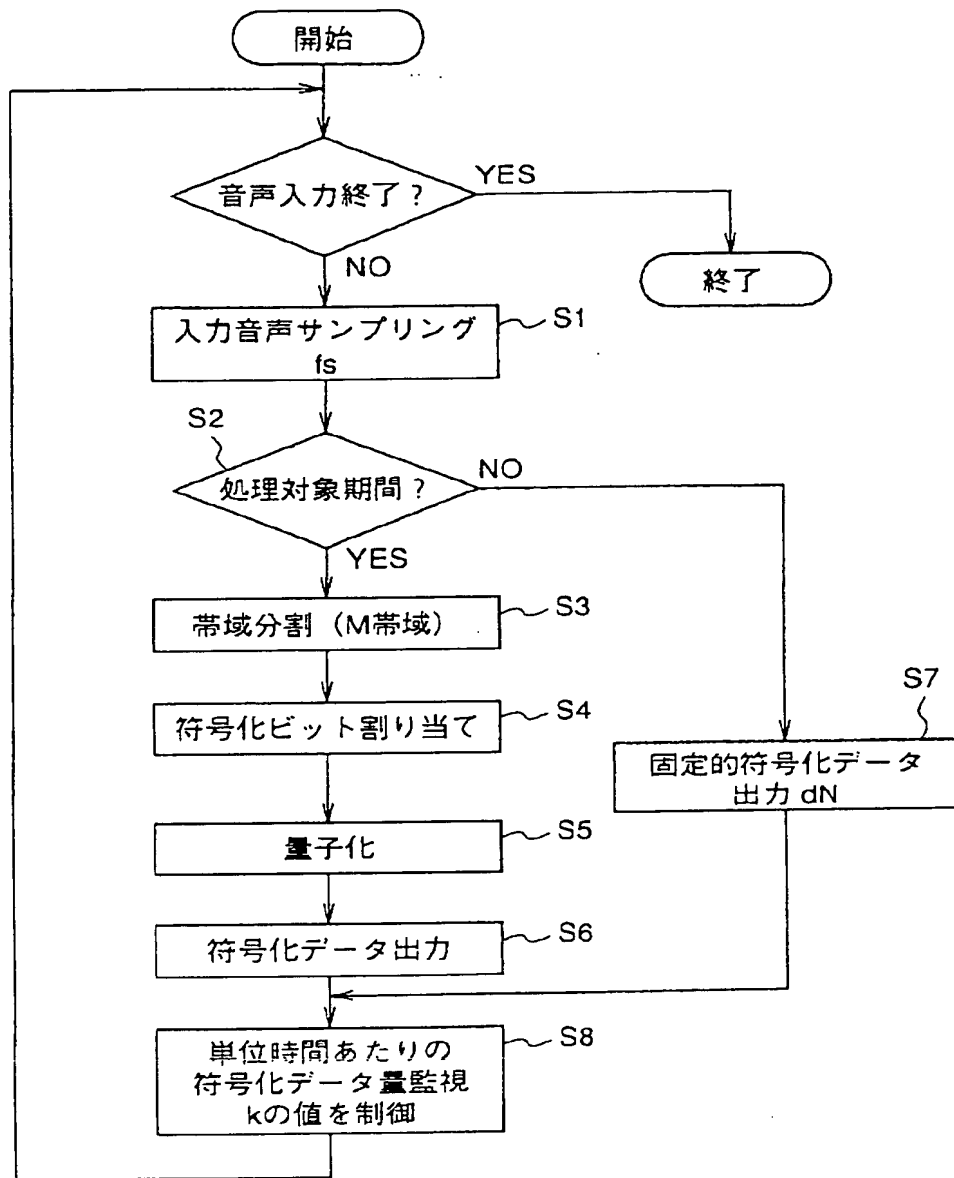 開始
音声入力終了?
YES
NO
終了
入力音声サンプリング
fs
S1
S2
処理対象期間?
NO
YES
帯域分割（M帯域）
S3
符号化ビット割り当て
S4
S7
固定的符号化データ
出力 dN
量子化
S5
符号化データ出力
S6
単位時間あたりの
符号化データ量監視
kの値を制御
S8